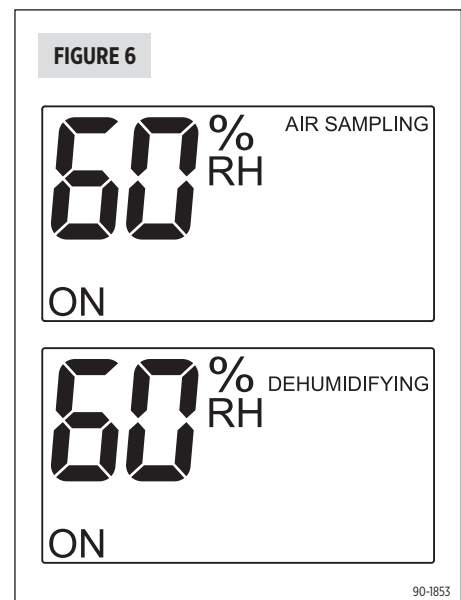 FIGURE 6
60% RH AIR SAMPLING
ON
60% RH DEHUMIDIFYING
ON
90-1853